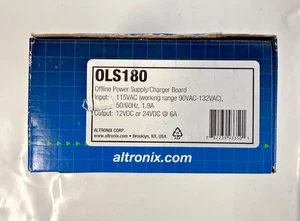 OLS180
Offline Power Supply/Charger Board
Input: 115VAC (working range 90VAC-132VAC),
50/60Hz, 1.9A
Output: 12VDC or 24VDC @ 6A
ALTRONIX CORP.
www.altronix.com • Brooklyn, NY, USA
altronix.com